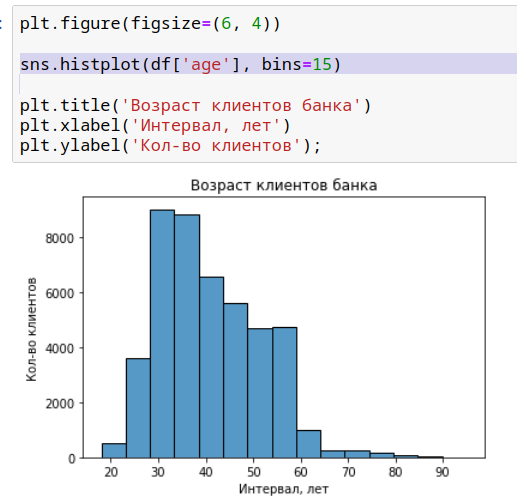 plt.figure(figsize=(6, 4))
sns.histplot(df['age'], bins=15)
plt.title('Возраст клиентов банка')
plt.xlabel('Интервал, лет')
plt.ylabel('Кол-во клиентов');
Возраст клиентов банка
Кол-во клиентов
8000
6000
4000
2000
0
20 30 40 50 60 70 80 90
Интервал, лет